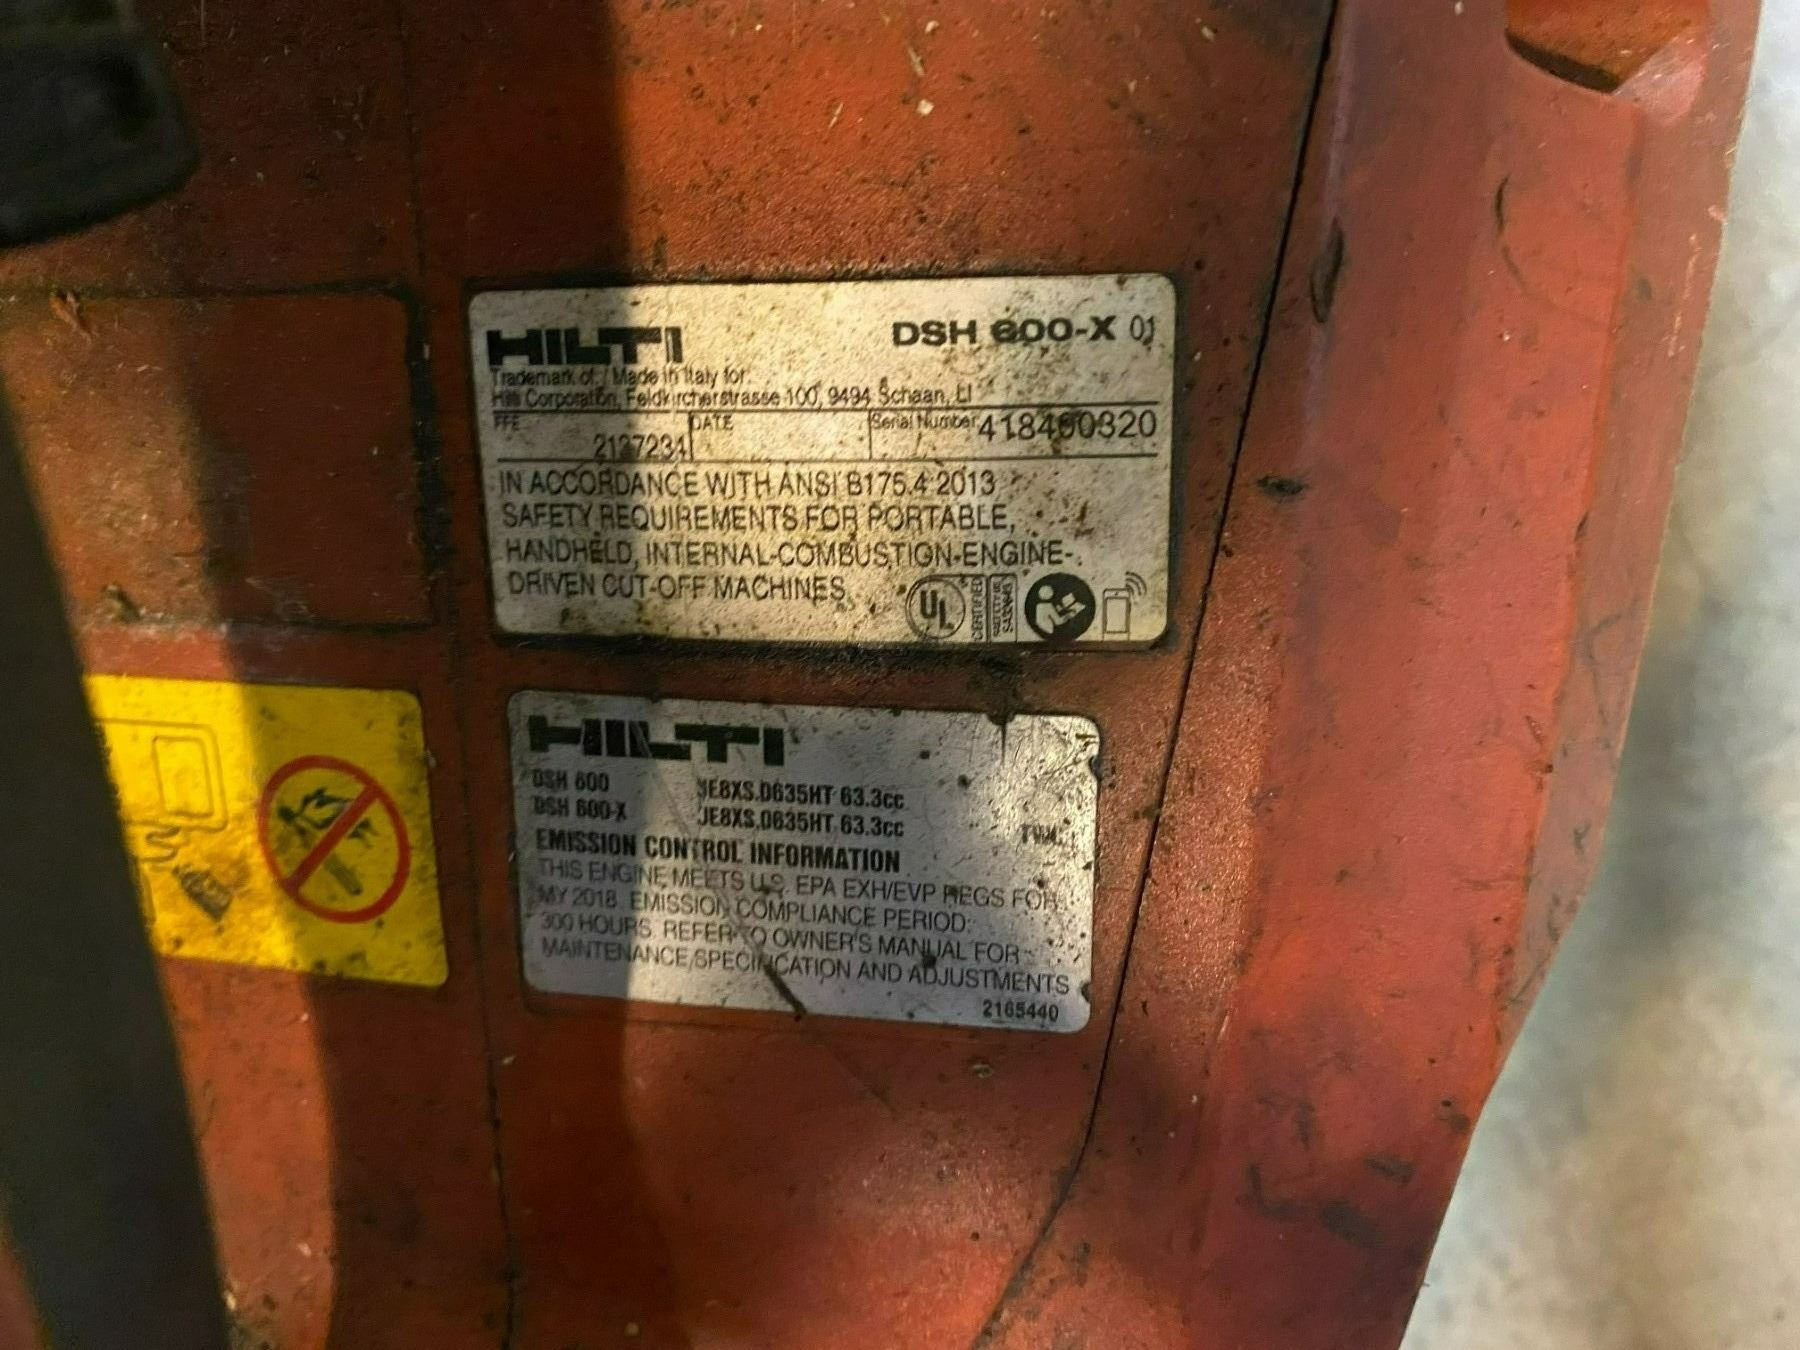 HILTI
DSH 600-X 01
Trademark of / Made in Italy for
Hilti Corporation, Feldkircherstrasse 100, 9494 Schaan, LI
FFE 2137234 DATE Serial Number 418400320
IN ACCORDANCE WITH ANSI B175.4 2013
SAFETY REQUIREMENTS FOR PORTABLE,
HANDHELD, INTERNAL-COMBUSTION-ENGINE-
DRIVEN CUT-OFF MACHINES
UL
CERTIFIED
HILTI
DSH 600 JE8XS.0635HT 63.3cc
DSH 600-X JE8XS.0635HT 63.3cc
EMISSION CONTROL INFORMATION
THIS ENGINE MEETS U.S. EPA EXH/EVP REGS FOR
MY 2018. EMISSION COMPLIANCE PERIOD:
300 HOURS. REFER TO OWNER'S MANUAL FOR
MAINTENANCE/SPECIFICATION AND ADJUSTMENTS
2165440